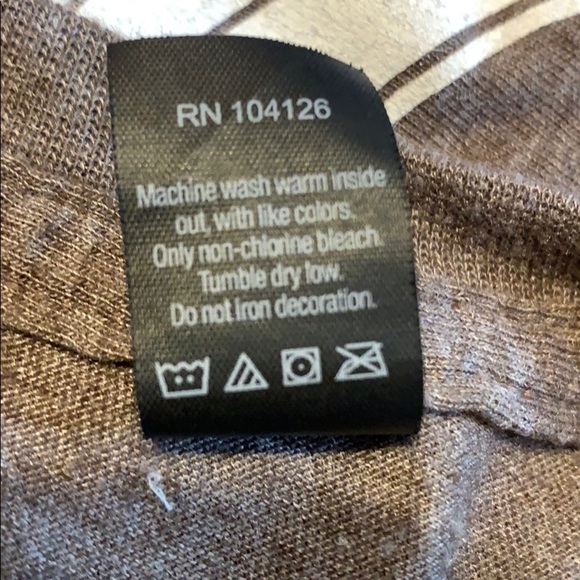 RN 104126
Machine wash warm inside
out, with like colors.
Only non-chlorine bleach.
Tumble dry low.
Do not Iron decoration.